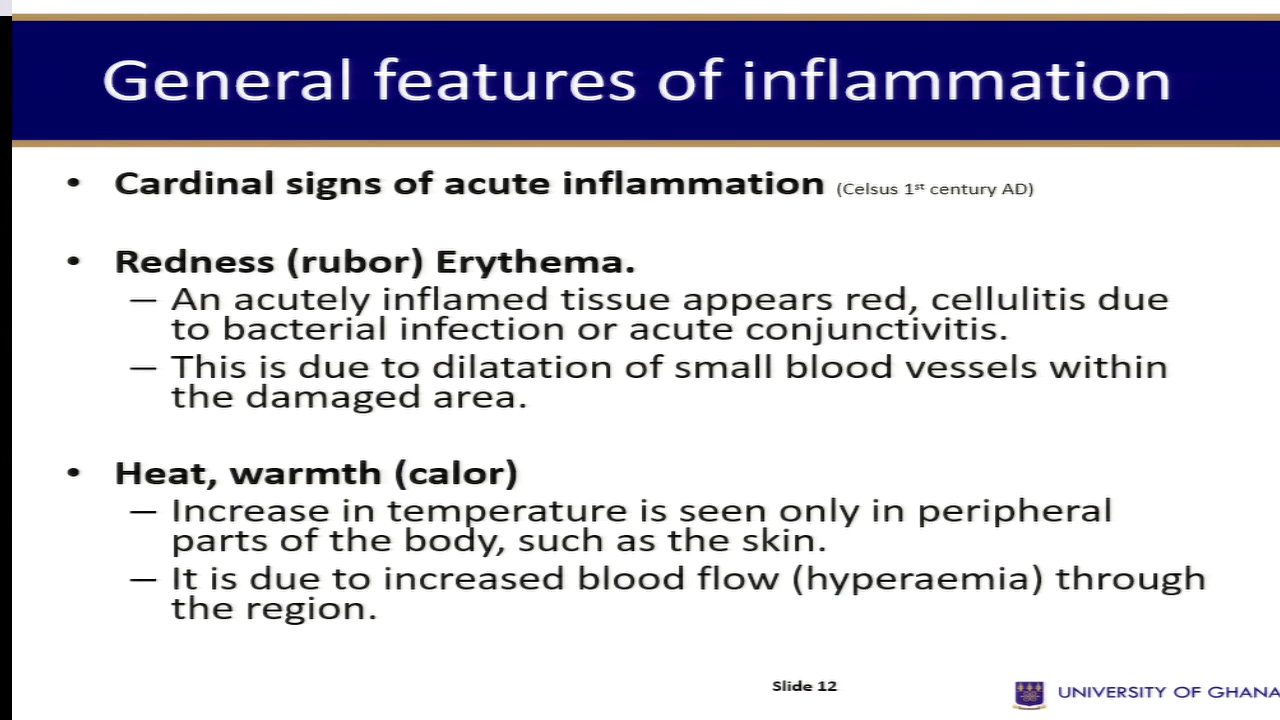 General features of inflammation
• Cardinal signs of acute inflammation (Celsus 1st century AD)
• Redness (rubor) Erythema.
– An acutely inflamed tissue appears red, cellulitis due
to bacterial infection or acute conjunctivitis.
– This is due to dilatation of small blood vessels within
the damaged area.
• Heat, warmth (calor)
– Increase in temperature is seen only in peripheral
parts of the body, such as the skin.
– It is due to increased blood flow (hyperaemia) through
the region.
Slide 12
UNIVERSITY OF GHANA